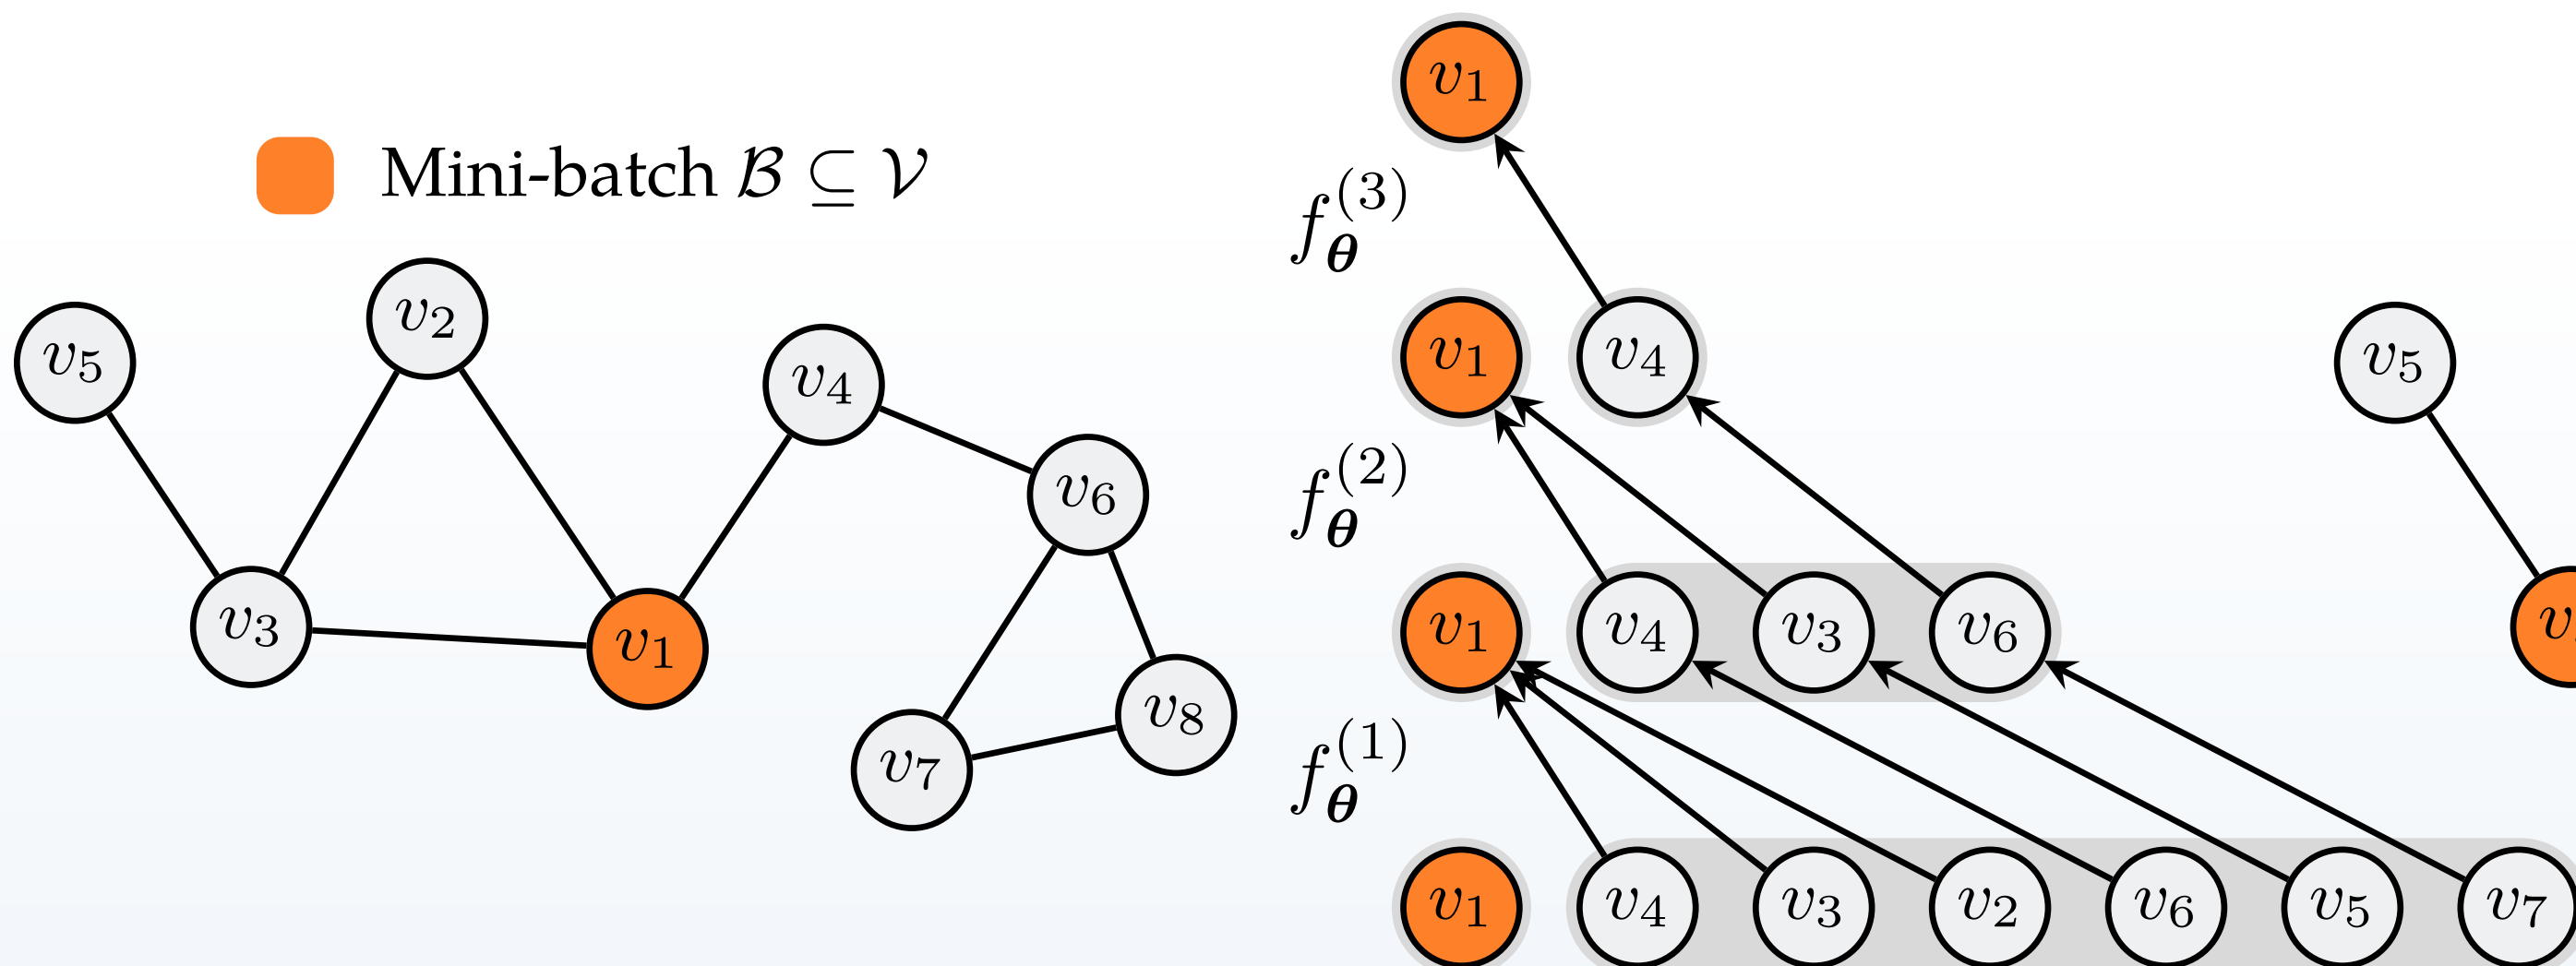 Mini-batch ℬ ⊆ 𝒱
v₅
v₂
v₄
v₆
v₃
v₁
v₈
v₇
v₁
f_θ^(3)
v₁ v₄
f_θ^(2)
v₁ v₄ v₃ v₆
f_θ^(1)
v₁ v₄ v₃ v₂ v₆ v₅ v₇
v₅